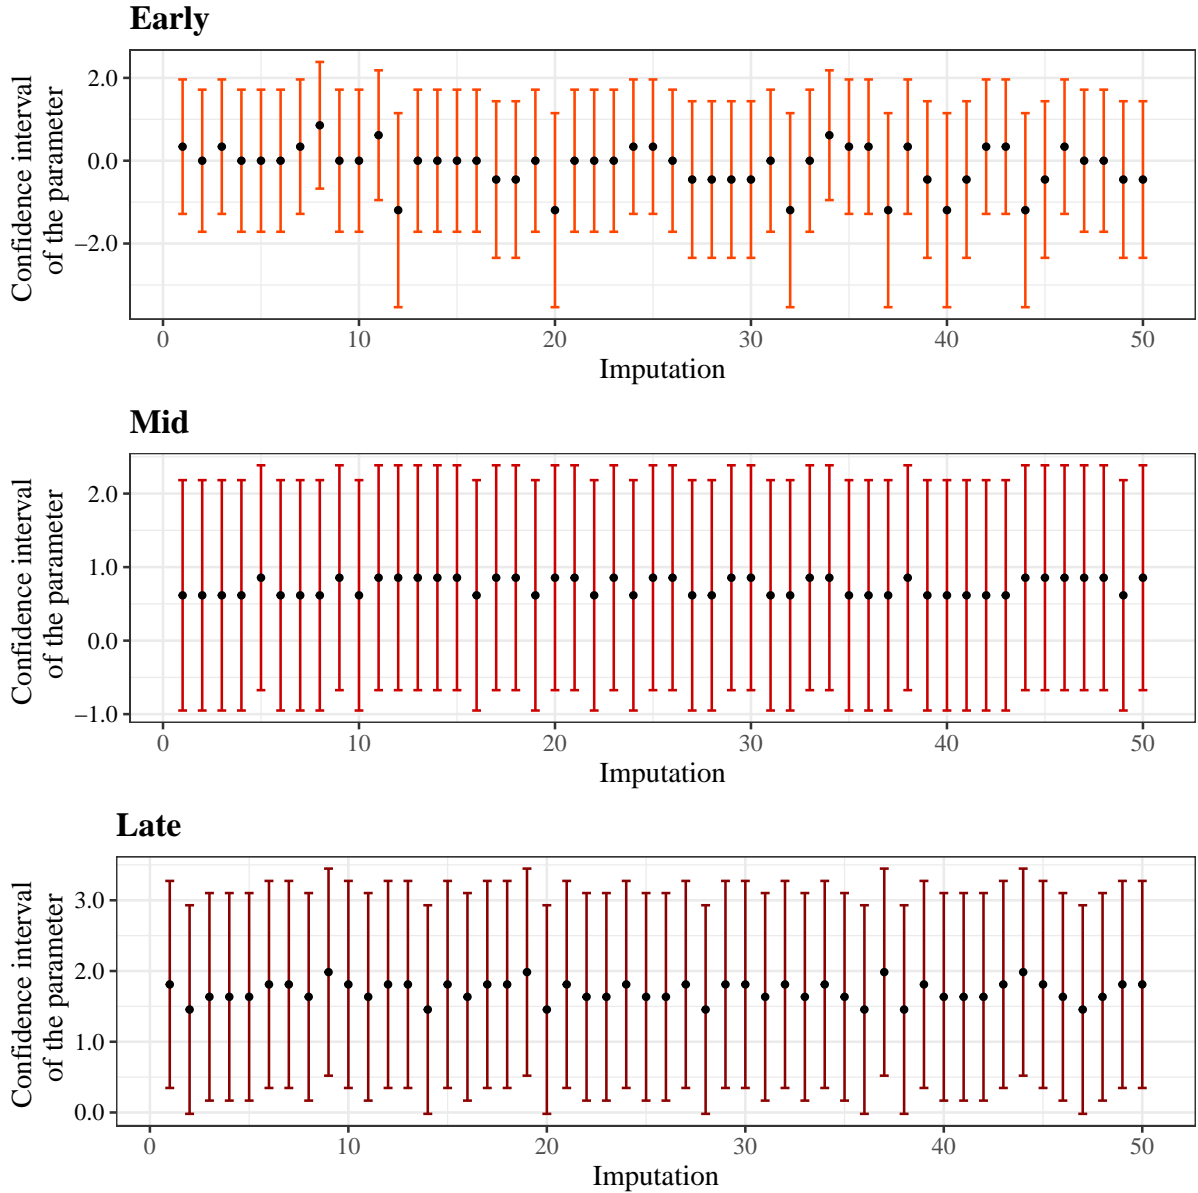 Early
Confidence interval
of the parameter
2.0
0.0
−2.0
0 10 20 30 40 50
Imputation
Mid
Confidence interval
of the parameter
2.0
1.0
0.0
−1.0
0 10 20 30 40 50
Imputation
Late
Confidence interval
of the parameter
3.0
2.0
1.0
0.0
0 10 20 30 40 50
Imputation